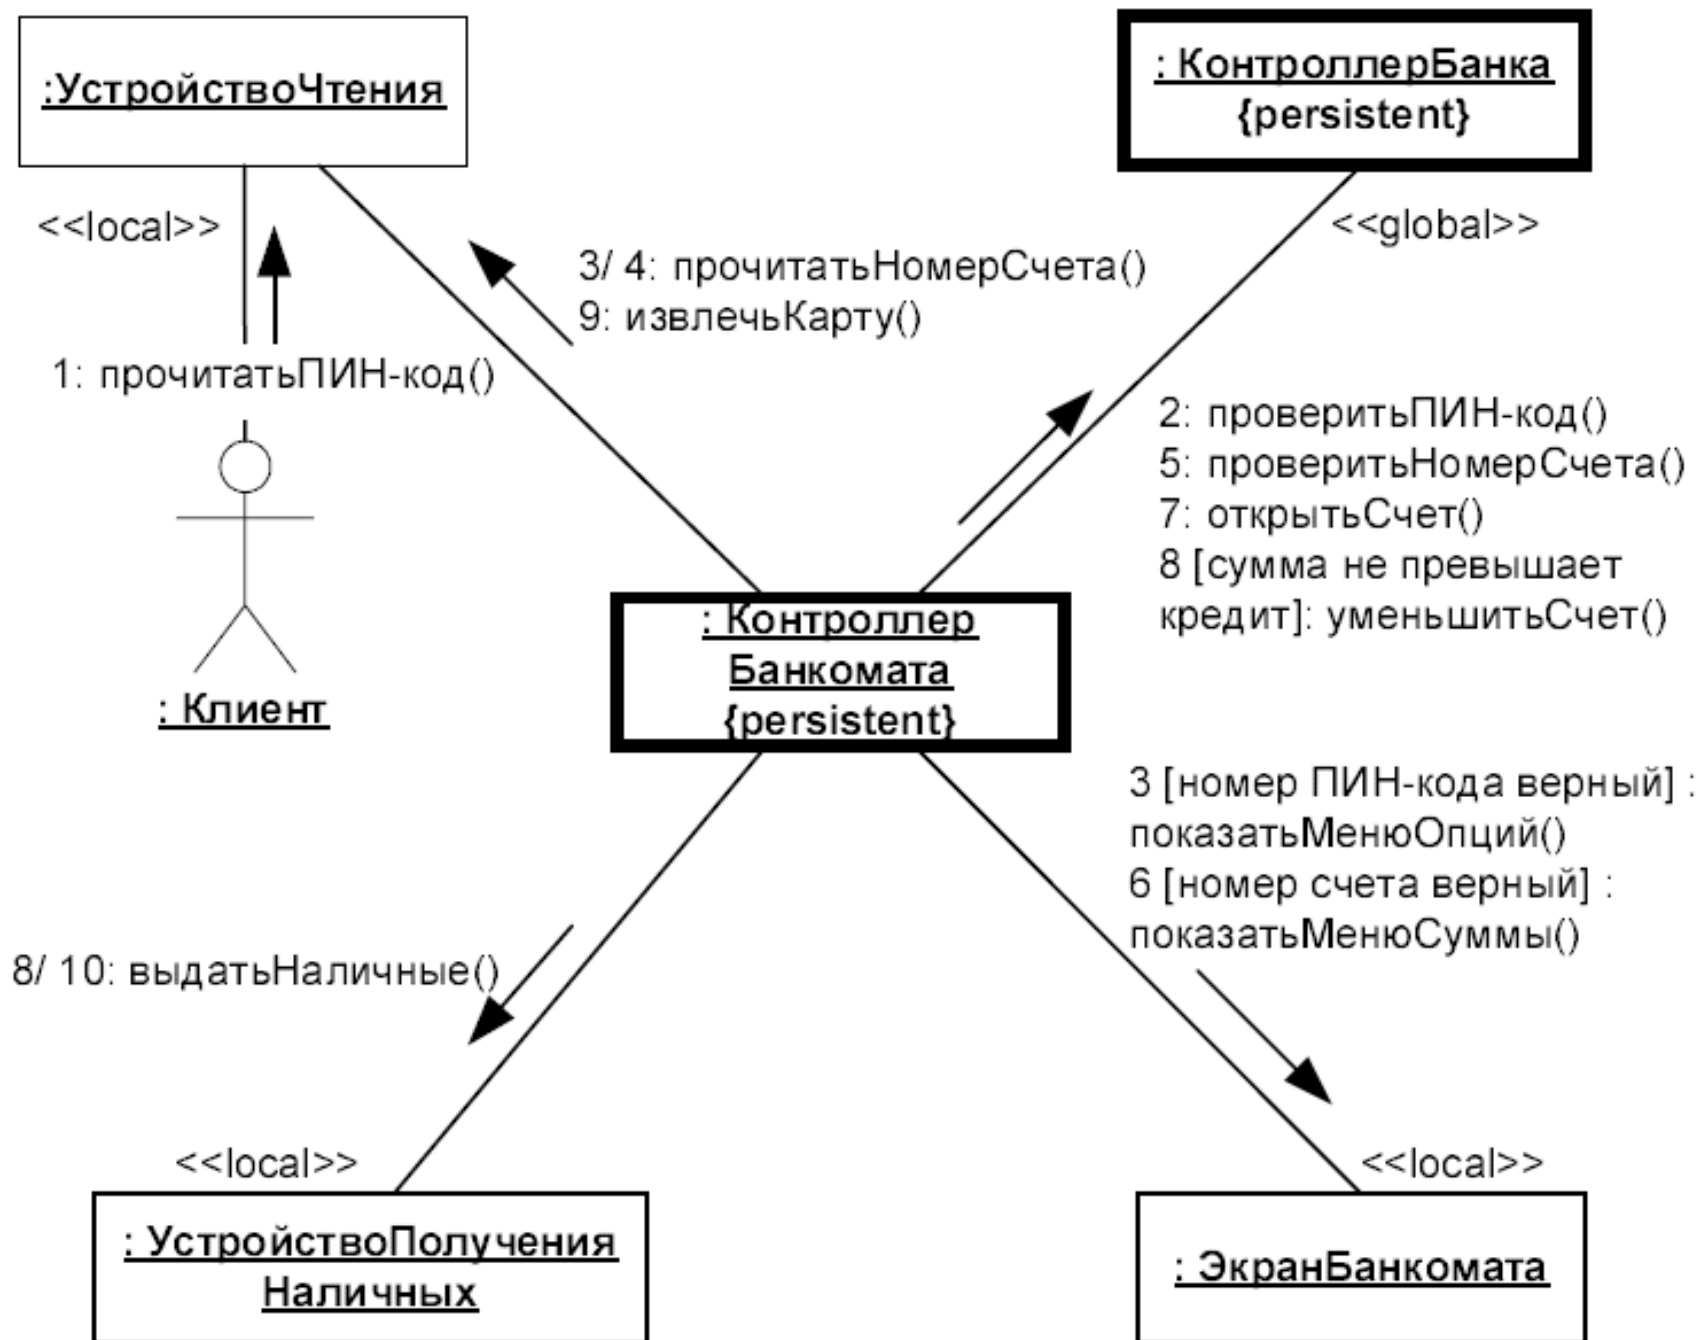 :УстройствоЧтения
: КонтроллерБанка
{persistent}
<<local>>
<<global>>
3/ 4: прочитатьНомерСчета()
9: извлечьКарту()
1: прочитатьПИН-код()
2: проверитьПИН-код()
5: проверитьНомерСчета()
7: открытьСчет()
8 [сумма не превышает
кредит]: уменьшитьСчет()
: Клиент
: Контроллер
Банкомата
{persistent}
3 [номер ПИН-кода верный] :
показатьМенюОпций()
6 [номер счета верный] :
показатьМенюСуммы()
8/ 10: выдатьНаличные()
<<local>>
<<local>>
: УстройствоПолучения
Наличных
: ЭкранБанкомата